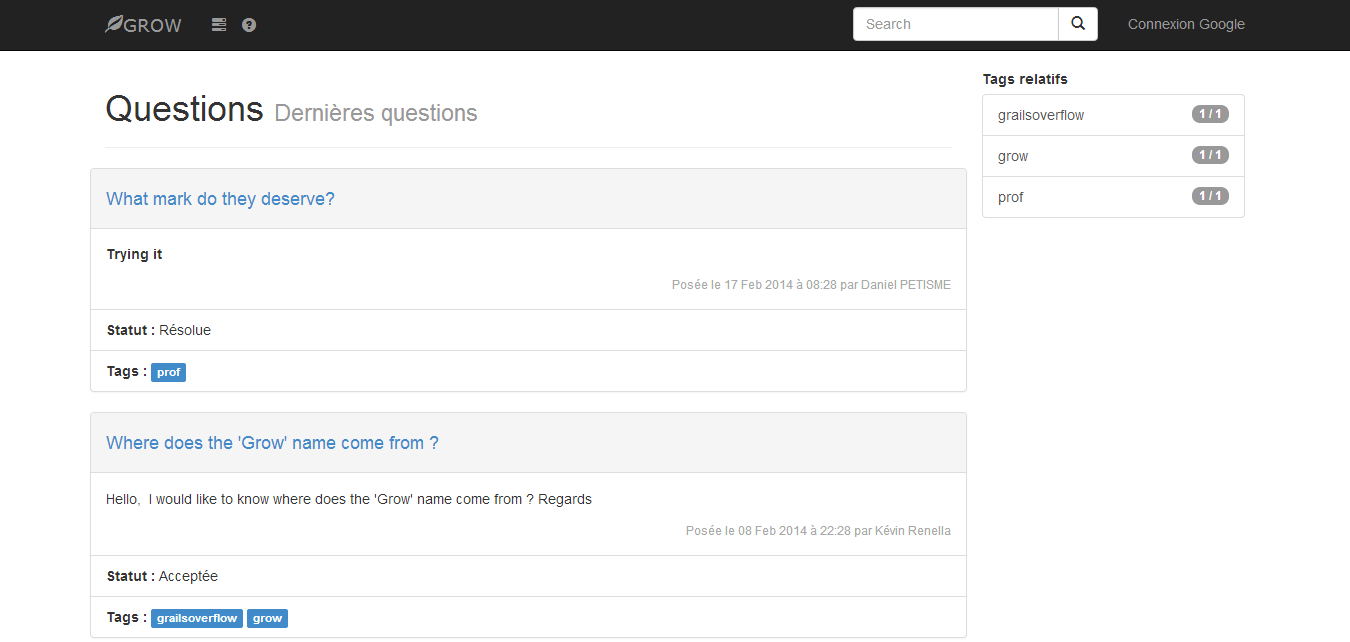 GROW
Search
Connexion Google
Questions Dernières questions
What mark do they deserve?
Trying it
Posée le 17 Feb 2014 à 08:28 par Daniel PETISME
Statut : Résolue
Tags : prof
Where does the 'Grow' name come from ?
Hello,  I would like to know where does the 'Grow' name come from ? Regards
Posée le 08 Feb 2014 à 22:28 par Kévin Renella
Statut : Acceptée
Tags : grailsoverflow grow
Tags relatifs
grailsoverflow 1 / 1
grow 1 / 1
prof 1 / 1